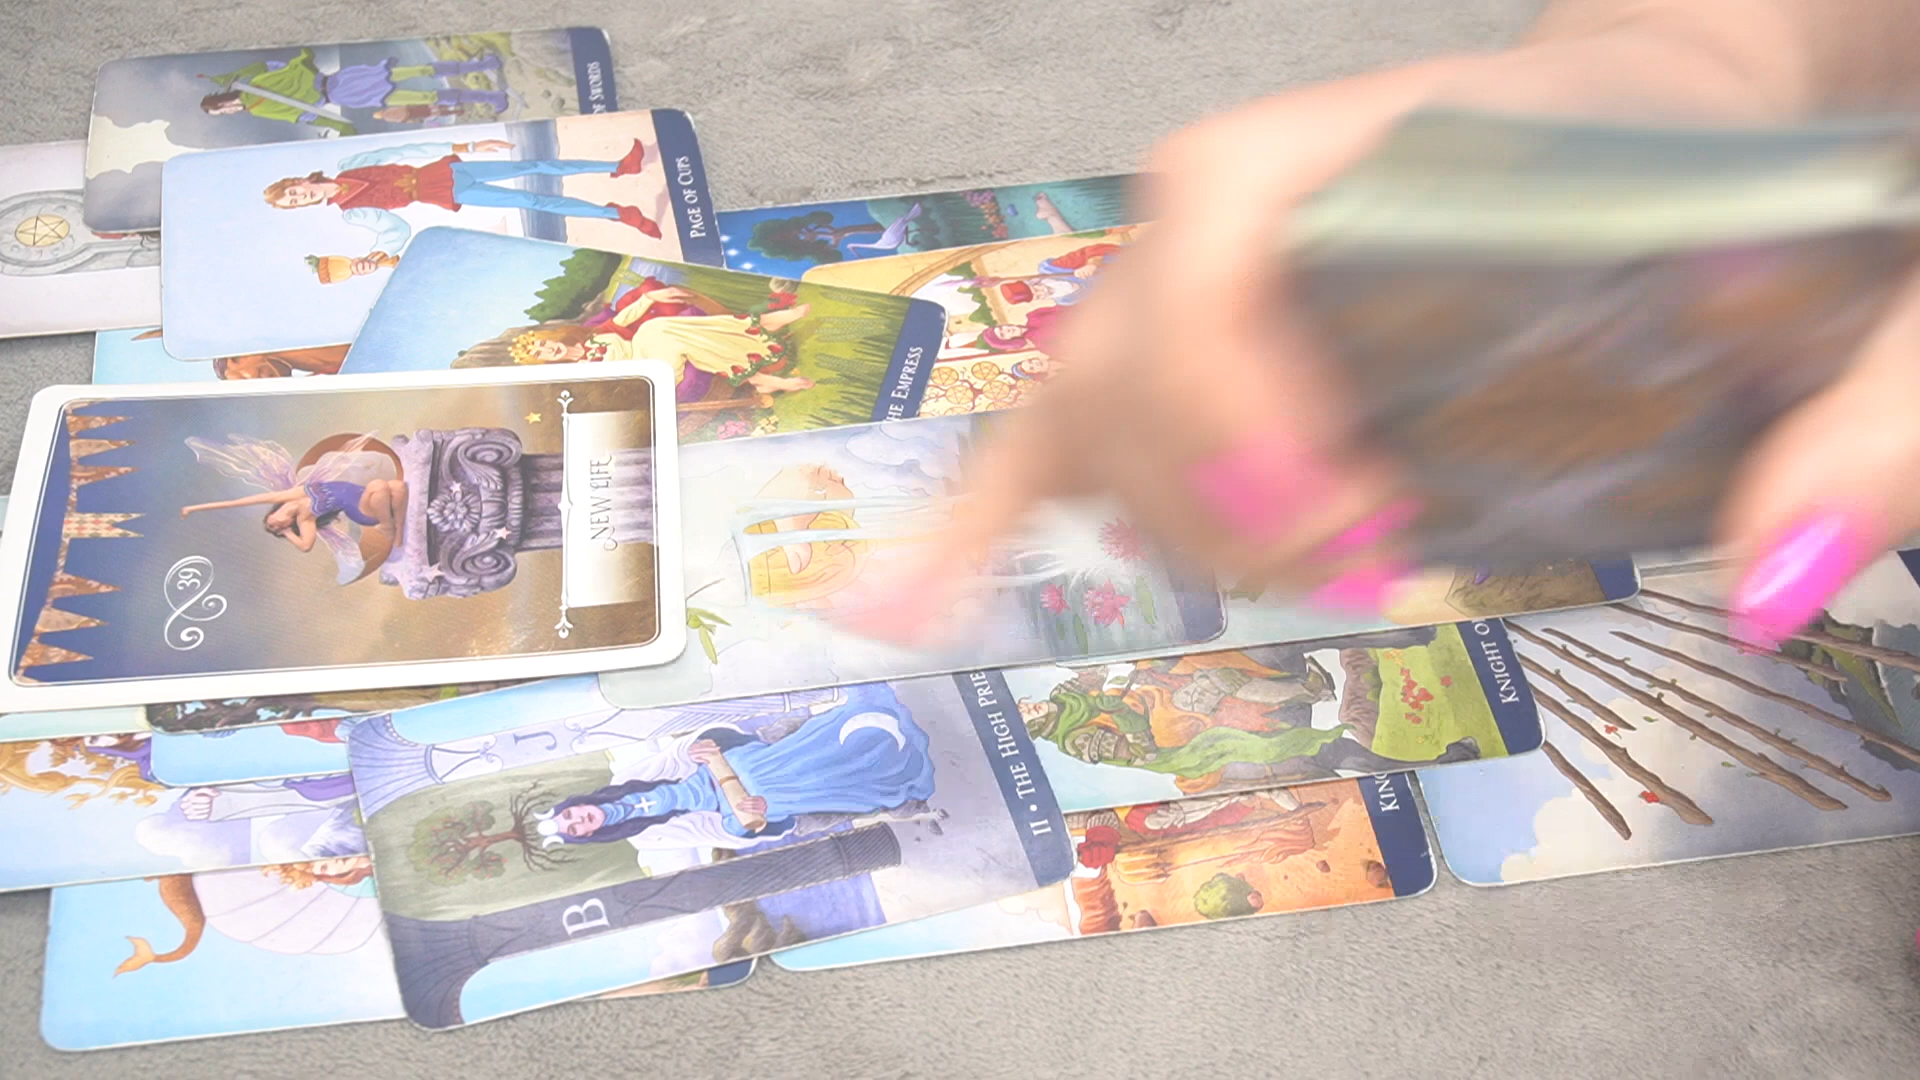 OF SWORDS
PAGE OF CUPS
THE EMPRESS
NEW LIFE
39
J
II • THE HIGH PRIE
B
KNIGHT O
KING